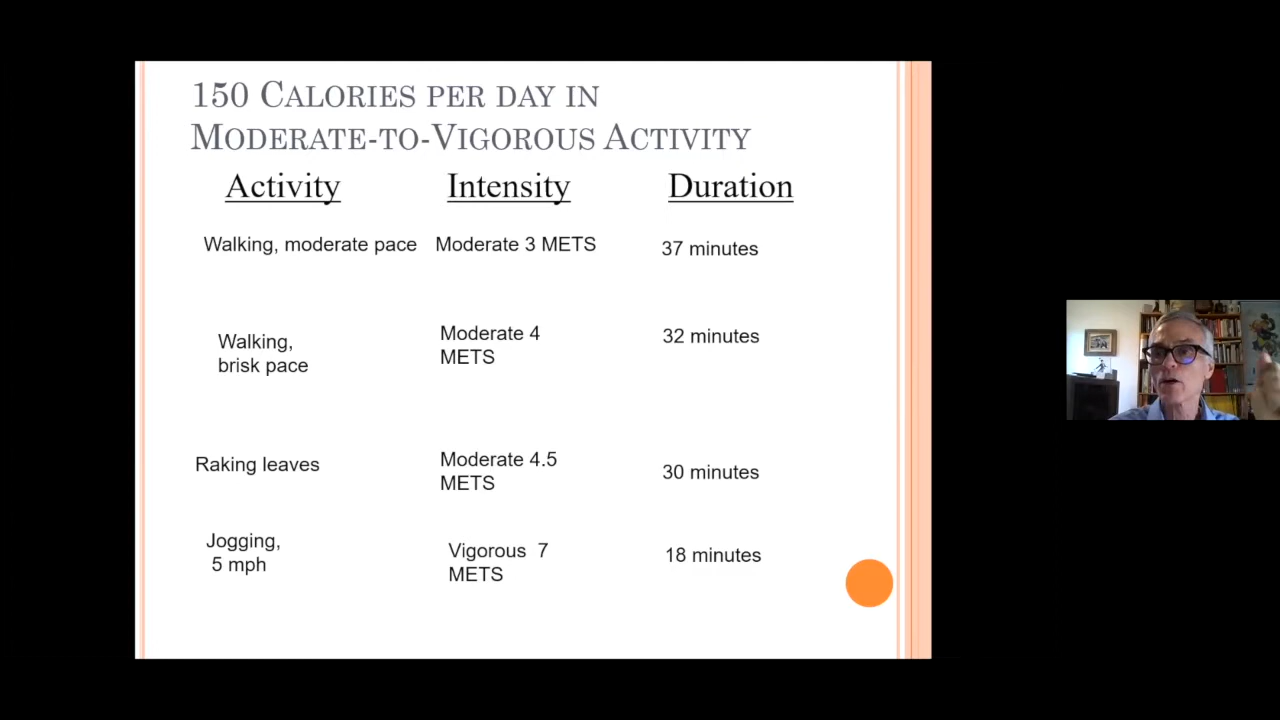 150 CALORIES PER DAY IN
MODERATE-TO-VIGOROUS ACTIVITY
Activity Intensity Duration
Walking, moderate pace Moderate 3 METS 37 minutes
Walking,
brisk pace
Moderate 4
METS
32 minutes
Raking leaves
Moderate 4.5
METS
30 minutes
Jogging,
5 mph
Vigorous 7
METS
18 minutes